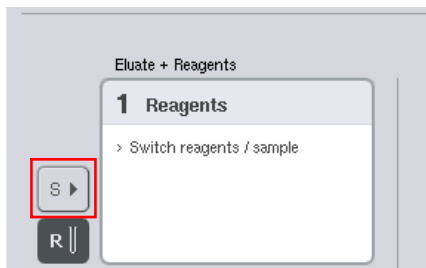 Eluate + Reagents
1 Reagents
> Switch reagents / sample
S
R